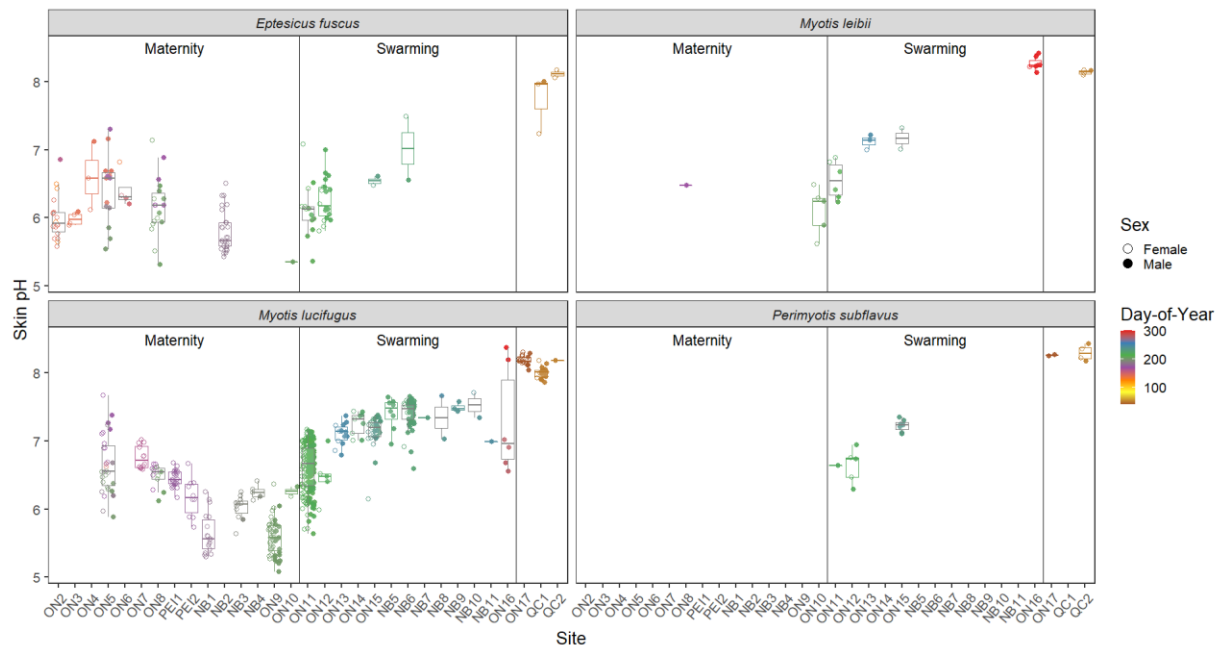 Eptesicus fuscus
Myotis leibii
Maternity
Swarming
Maternity
Swarming
8
7
6
5
Myotis lucifugus
Perimyotis subflavus
Maternity
Swarming
Maternity
Swarming
8
7
6
5
Skin pH
ON2
ON3
ON4
ON5
ON6
ON7
ON8
PEI1
PEI2
NB1
NB2
NB3
NB4
ON9
ON10
ON11
ON12
ON13
ON14
ON15
NB5
NB6
NB7
NB8
NB9
NB10
NB11
ON16
ON17
QC1
QC2
ON2
ON3
ON4
ON5
ON6
ON7
ON8
PEI1
PEI2
NB1
NB2
NB3
NB4
ON9
ON10
ON11
ON12
ON13
ON14
ON15
NB5
NB6
NB7
NB8
NB9
NB10
NB11
ON16
ON17
QC1
QC2
Site
Sex
Female
Male
Day-of-Year
300
200
100